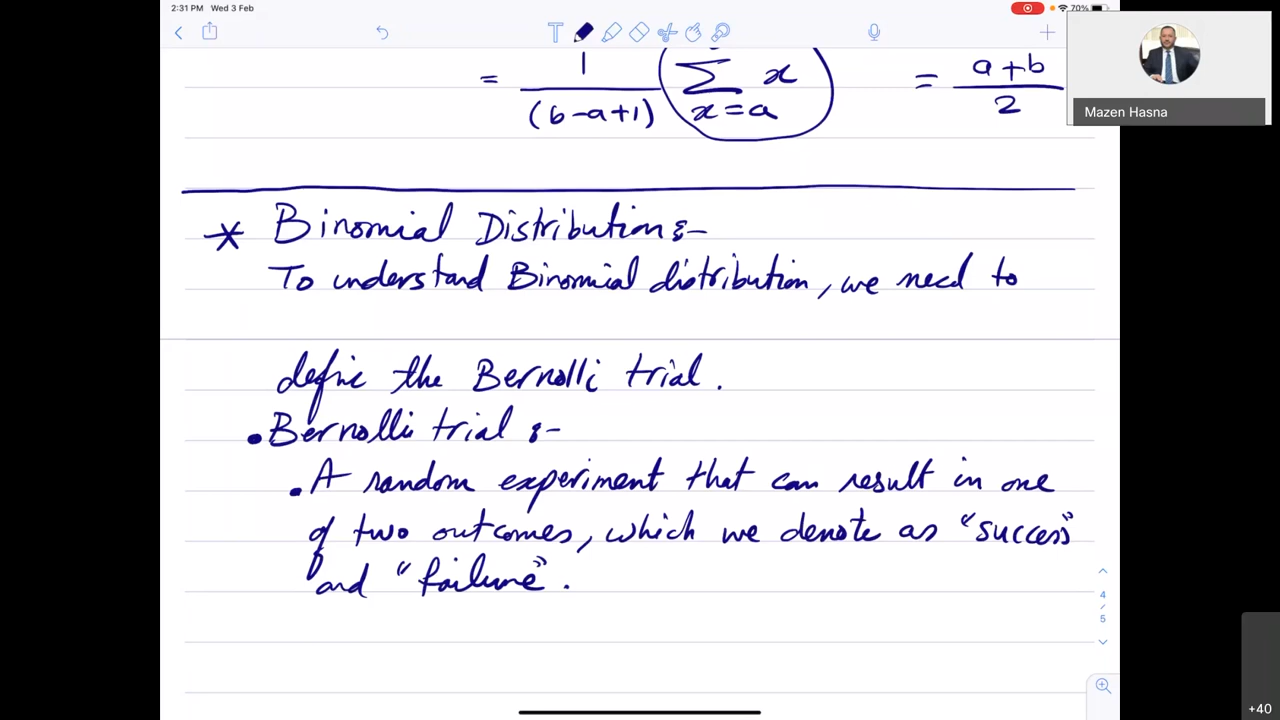 2:31 PM Wed 3 Feb
70%
T
Mazen Hasna
= 1 / (b-a+1) ∑ x=a x = a+b / 2
* Binomial Distribution:-
To understand Binomial distribution, we need to
define the Bernolli trial.
• Bernolli trial :-
• A random experiment that can result in one
of two outcomes, which we denote as "success"
and "failure".
4
/
5
+40